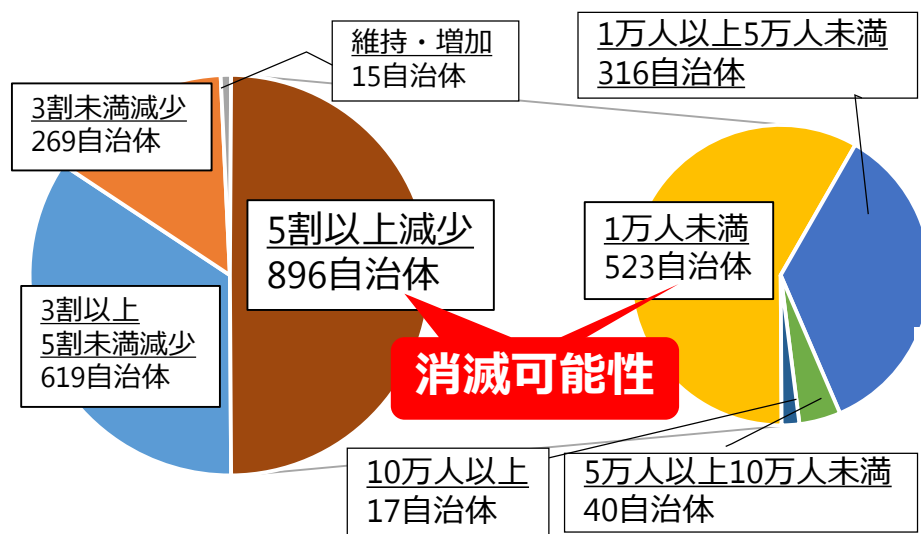 維持・増加
15自治体
1万人以上5万人未満
316自治体
3割未満減少
269自治体
5割以上減少
896自治体
1万人未満
523自治体
3割以上
5割未満減少
619自治体
消滅可能性
10万人以上
17自治体
5万人以上10万人未満
40自治体